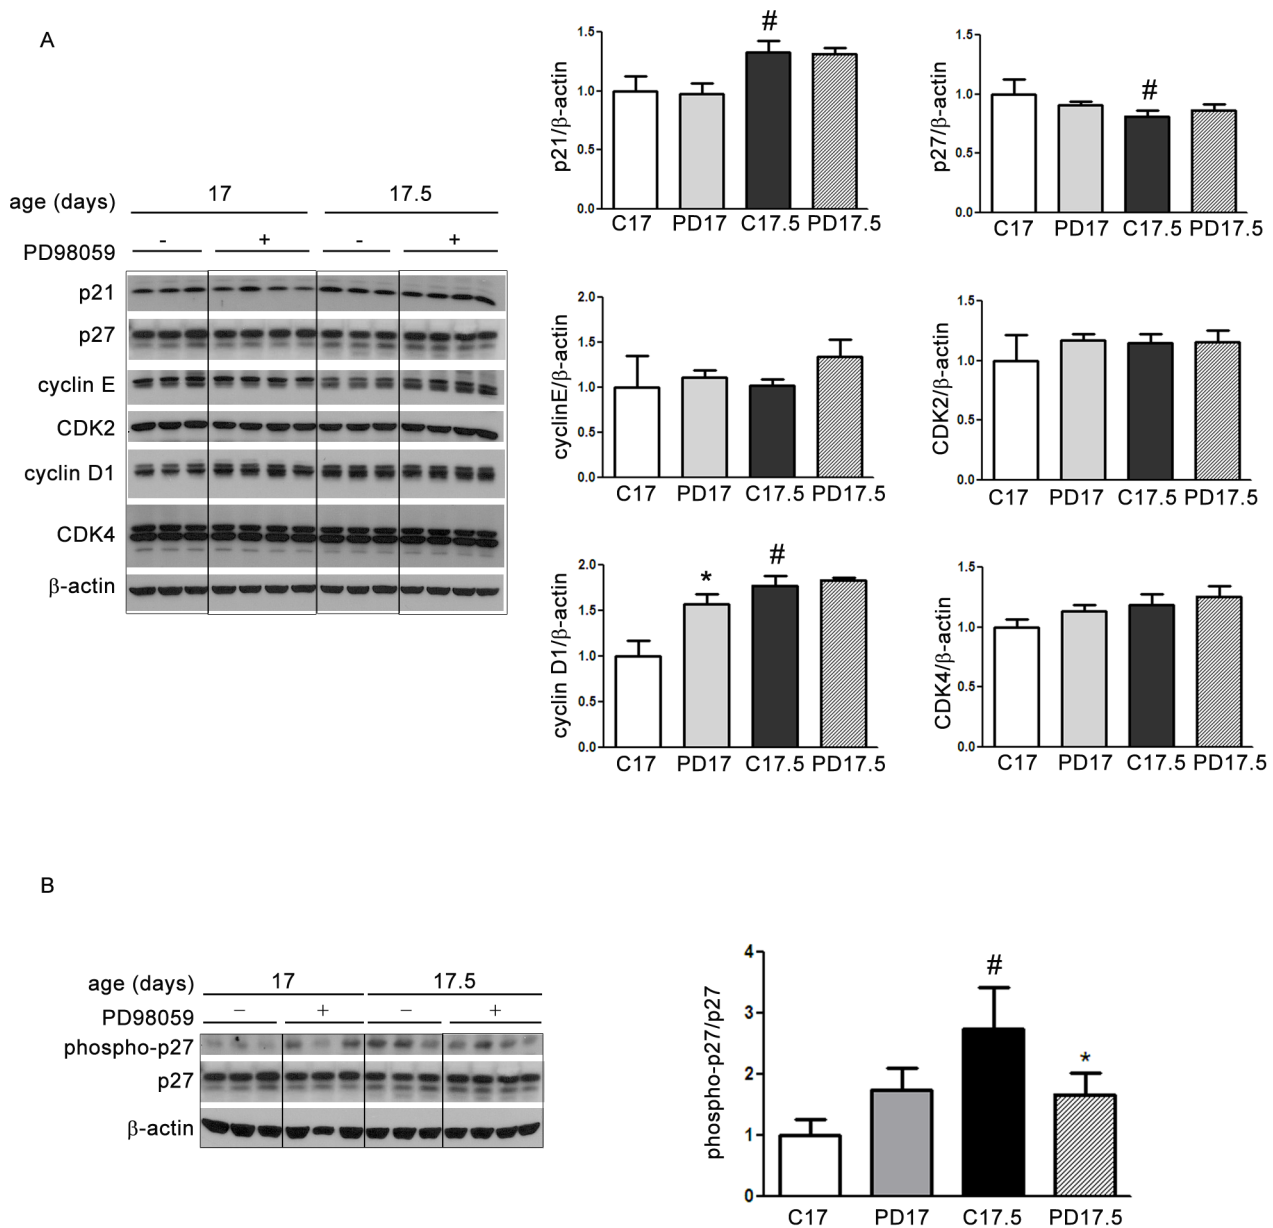 A
age (days) 17 17.5
PD98059 - + - +
p21
p27
cyclin E
CDK2
cyclin D1
CDK4
β-actin
p21/β-actin
1.5
1.0
0.5
0.0
#
C17 PD17 C17.5 PD17.5
p27/β-actin
1.5
1.0
0.5
0.0
#
C17 PD17 C17.5 PD17.5
cyclinE/β-actin
2.0
1.5
1.0
0.5
0.0
C17 PD17 C17.5 PD17.5
CDK2/β-actin
1.5
1.0
0.5
0.0
C17 PD17 C17.5 PD17.5
cyclin D1/β-actin
2.0
1.5
1.0
0.5
0.0
* #
C17 PD17 C17.5 PD17.5
CDK4/β-actin
1.5
1.0
0.5
0.0
C17 PD17 C17.5 PD17.5
B
age (days) 17 17.5
PD98059 − + − +
phospho-p27
p27
β-actin
phospho-p27/p27
4
3
2
1
0
# *
C17 PD17 C17.5 PD17.5